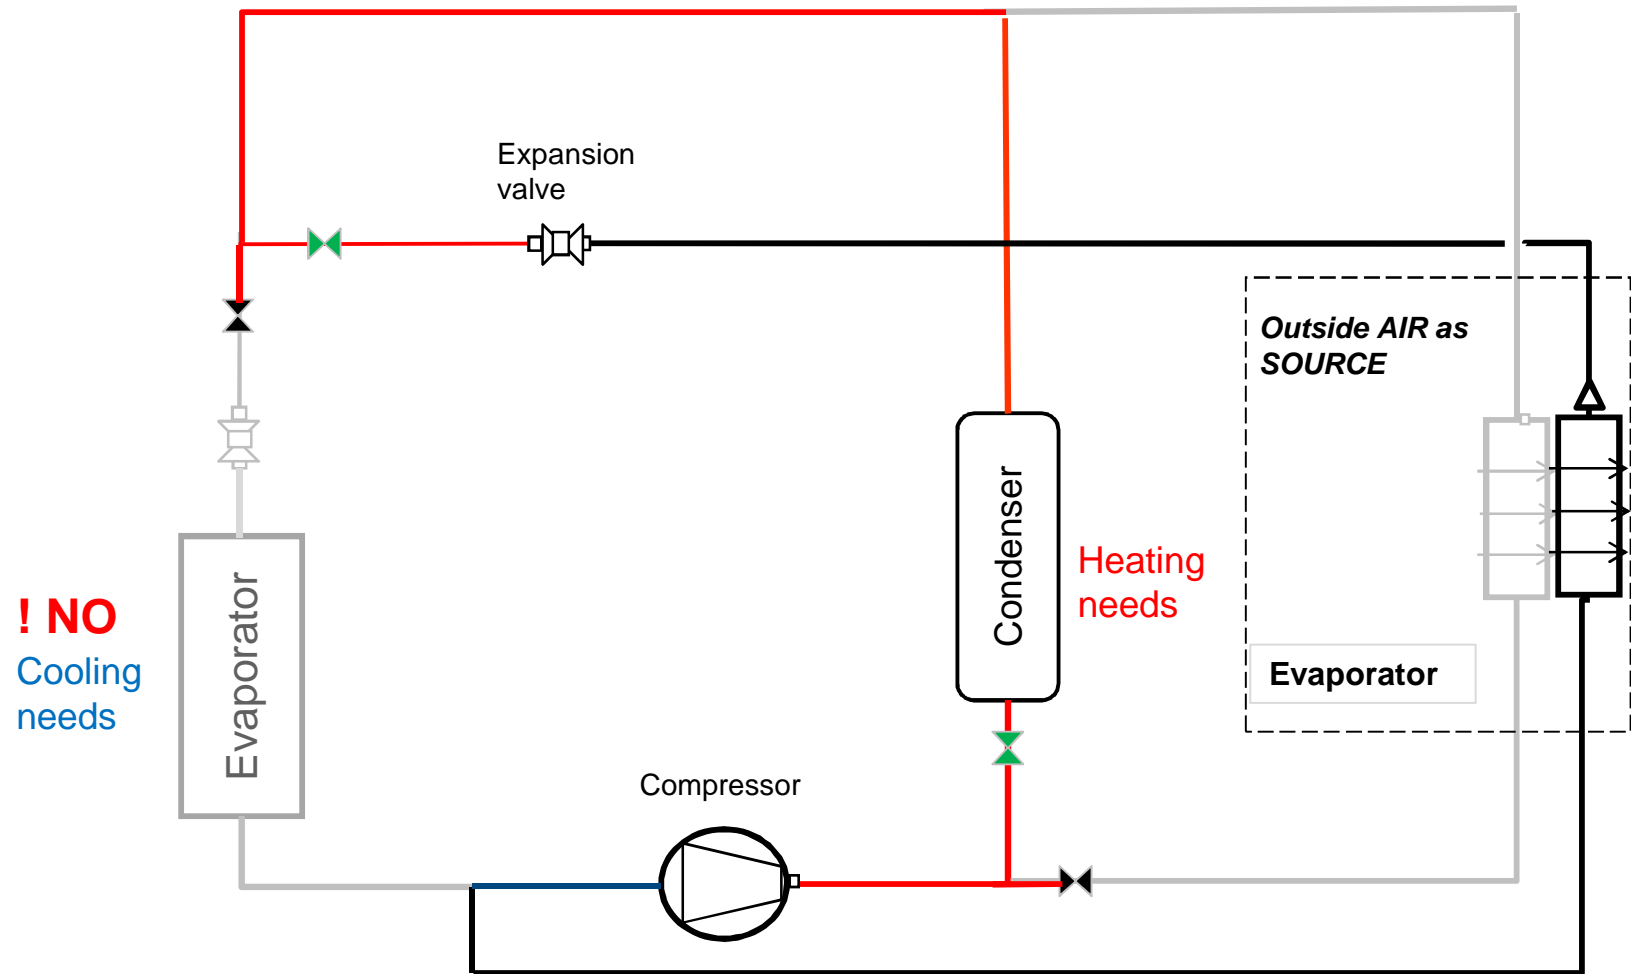 Expansion
valve
Outside AIR as
SOURCE
Condenser
Heating
needs
! NO
Cooling
needs
Evaporator
Evaporator
Compressor